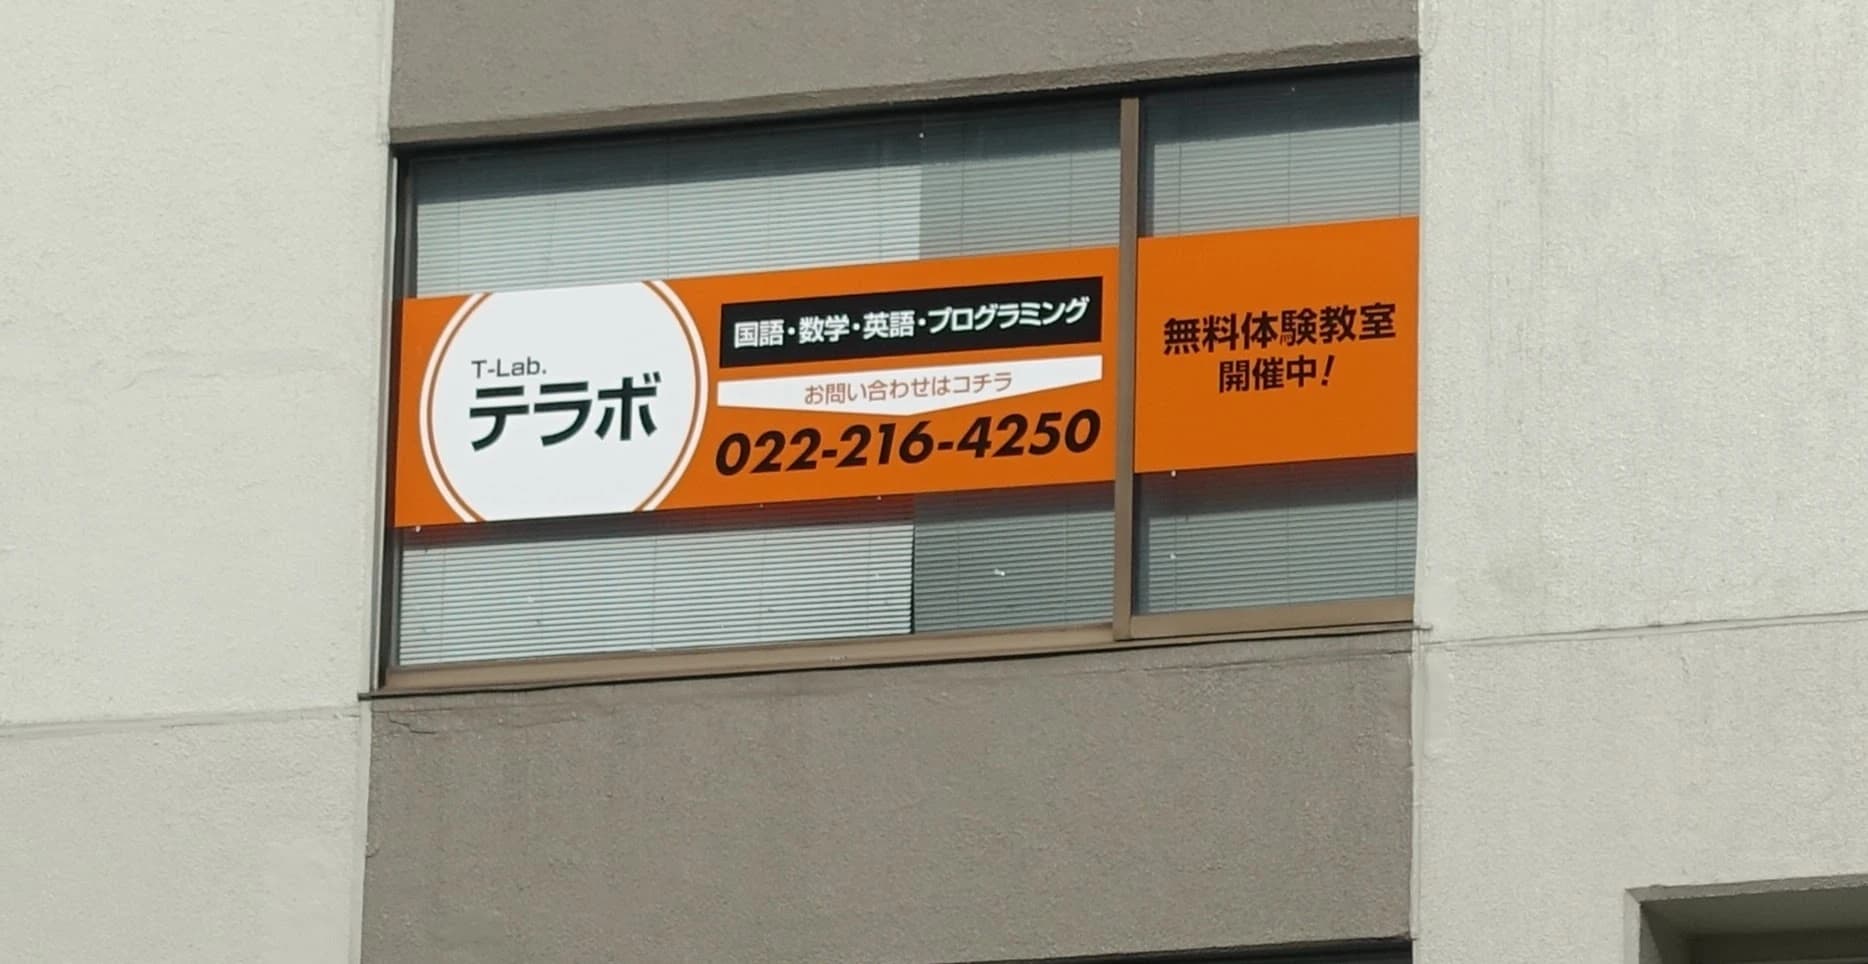 T-Lab.
テラボ
国語・数学・英語・プログラミング
お問い合わせはコチラ
022-216-4250
無料体験教室
開催中!